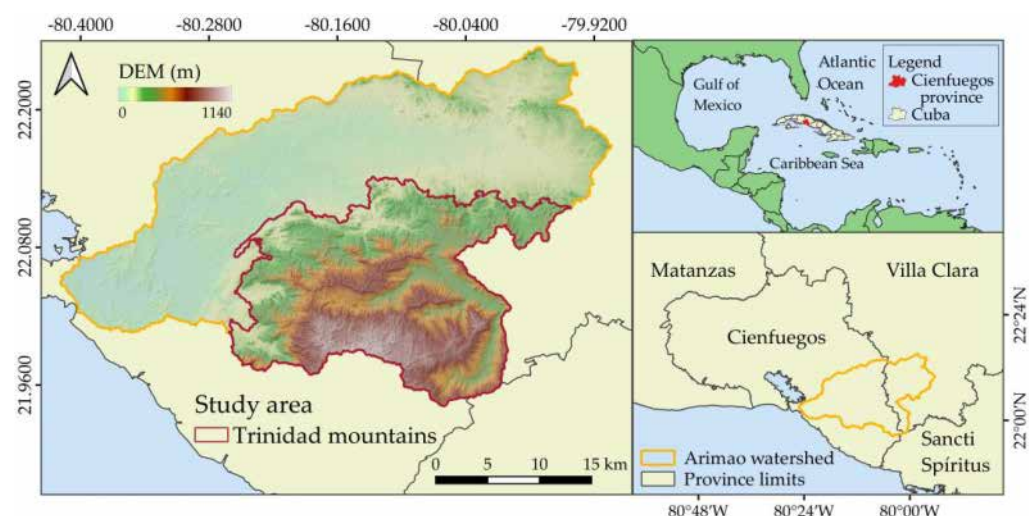 -80.4000
-80.2800
-80.1600
-80.0400
-79.9200
22.2000
22.0800
21.9600
DEM (m)
0
1140
Study area
Trinidad mountains
0
5
10
15 km
Gulf of
Mexico
Atlantic
Ocean
Caribbean Sea
Legend
Cienfuegos
province
Cuba
Matanzas
Villa Clara
Cienfuegos
Sancti
Spíritus
Arimao watershed
Province limits
22°24'N
22°00'N
80°48'W
80°24'W
80°00'W